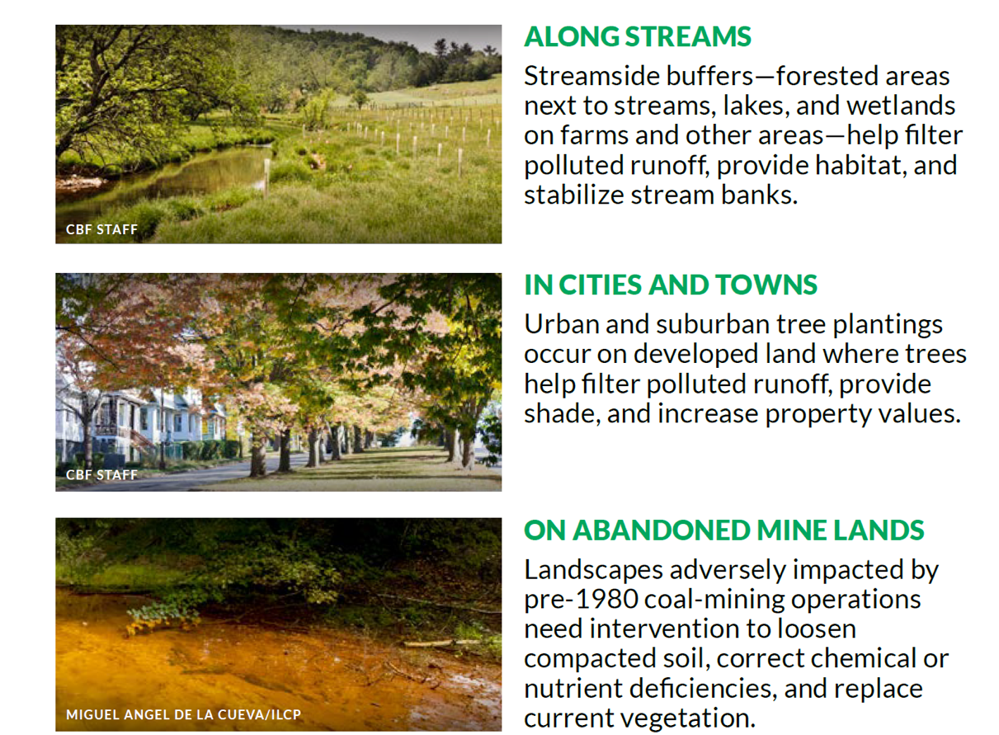 ALONG STREAMS
Streamside buffers—forested areas
next to streams, lakes, and wetlands
on farms and other areas—help filter
polluted runoff, provide habitat, and
stabilize stream banks.
CBF STAFF
IN CITIES AND TOWNS
Urban and suburban tree plantings
occur on developed land where trees
help filter polluted runoff, provide
shade, and increase property values.
CBF STAFF
ON ABANDONED MINE LANDS
Landscapes adversely impacted by
pre-1980 coal-mining operations
need intervention to loosen
compacted soil, correct chemical or
nutrient deficiencies, and replace
current vegetation.
MIGUEL ANGEL DE LA CUEVA/ILCP